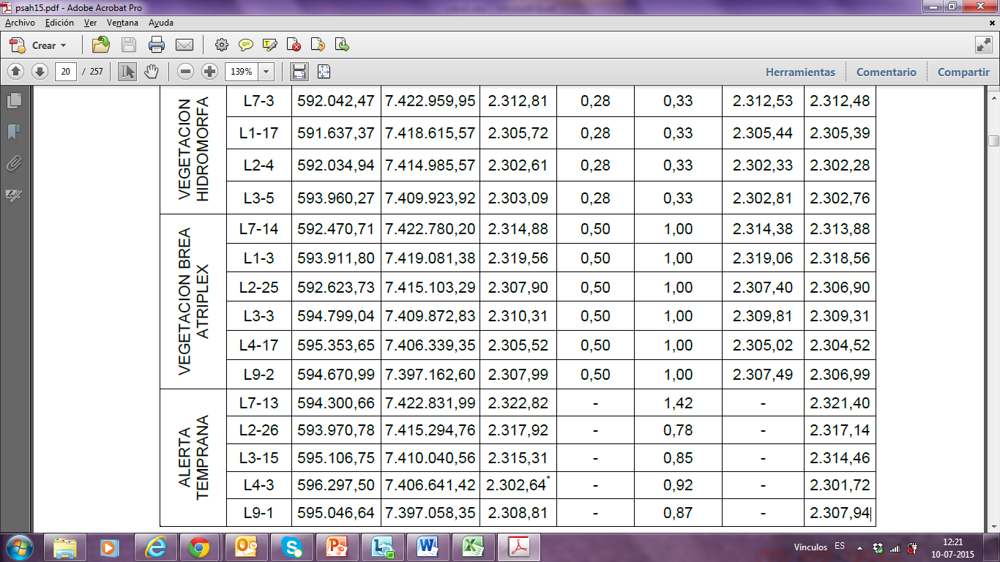 psah15.pdf - Adobe Acrobat Pro
Archivo Edición Ver Ventana Ayuda
Crear
20 / 257 139% Herramientas Comentario Compartir
VEGETACION HIDROMORFA
L7-3 592.042,47 7.422.959,95 2.312,81 0,28 0,33 2.312,53 2.312,48
L1-17 591.637,37 7.418.615,57 2.305,72 0,28 0,33 2.305,44 2.305,39
L2-4 592.034,94 7.414.985,57 2.302,61 0,28 0,33 2.302,33 2.302,28
L3-5 593.960,27 7.409.923,92 2.303,09 0,28 0,33 2.302,81 2.302,76
VEGETACION BREA ATRIPLEX
L7-14 592.470,71 7.422.780,20 2.314,88 0,50 1,00 2.314,38 2.313,88
L1-3 593.911,80 7.419.081,38 2.319,56 0,50 1,00 2.319,06 2.318,56
L2-25 592.623,73 7.415.103,29 2.307,90 0,50 1,00 2.307,40 2.306,90
L3-3 594.799,04 7.409.872,83 2.310,31 0,50 1,00 2.309,81 2.309,31
L4-17 595.353,65 7.406.339,35 2.305,52 0,50 1,00 2.305,02 2.304,52
L9-2 594.670,99 7.397.162,60 2.307,99 0,50 1,00 2.307,49 2.306,99
ALERTA TEMPRANA
L7-13 594.300,66 7.422.831,99 2.322,82 - 1,42 - 2.321,40
L2-26 593.970,78 7.415.294,76 2.317,92 - 0,78 - 2.317,14
L3-15 595.106,75 7.410.040,56 2.315,31 - 0,85 - 2.314,46
L4-3 596.297,50 7.406.641,42 2.302,64* - 0,92 - 2.301,72
L9-1 595.046,64 7.397.058,35 2.308,81 - 0,87 - 2.307,94
Vínculos ES 12:21
10-07-2015